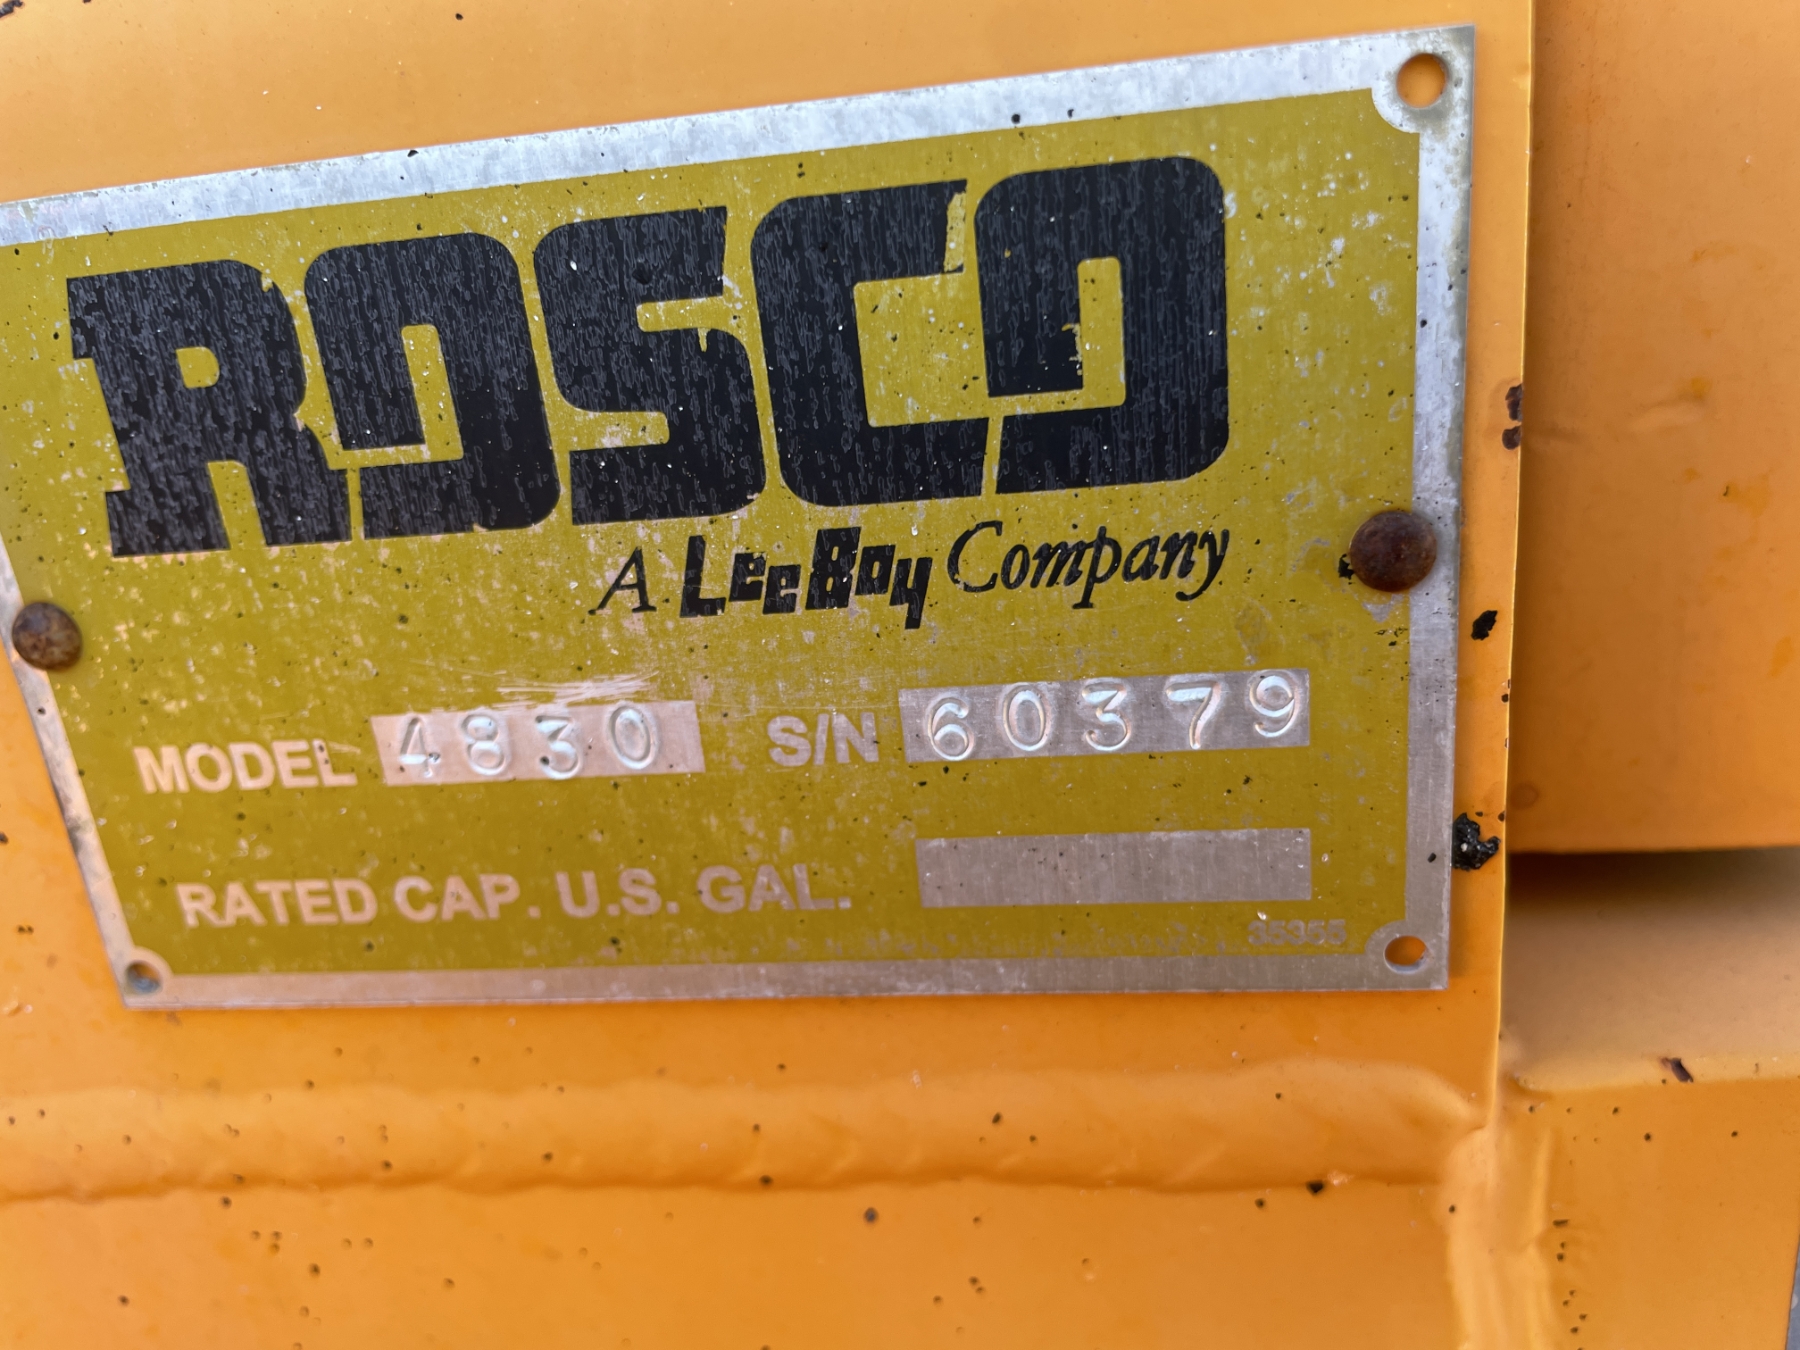 ROSCO
A LeeBoy Company
MODEL 4830 S/N 60379
RATED CAP. U.S. GAL.
35355